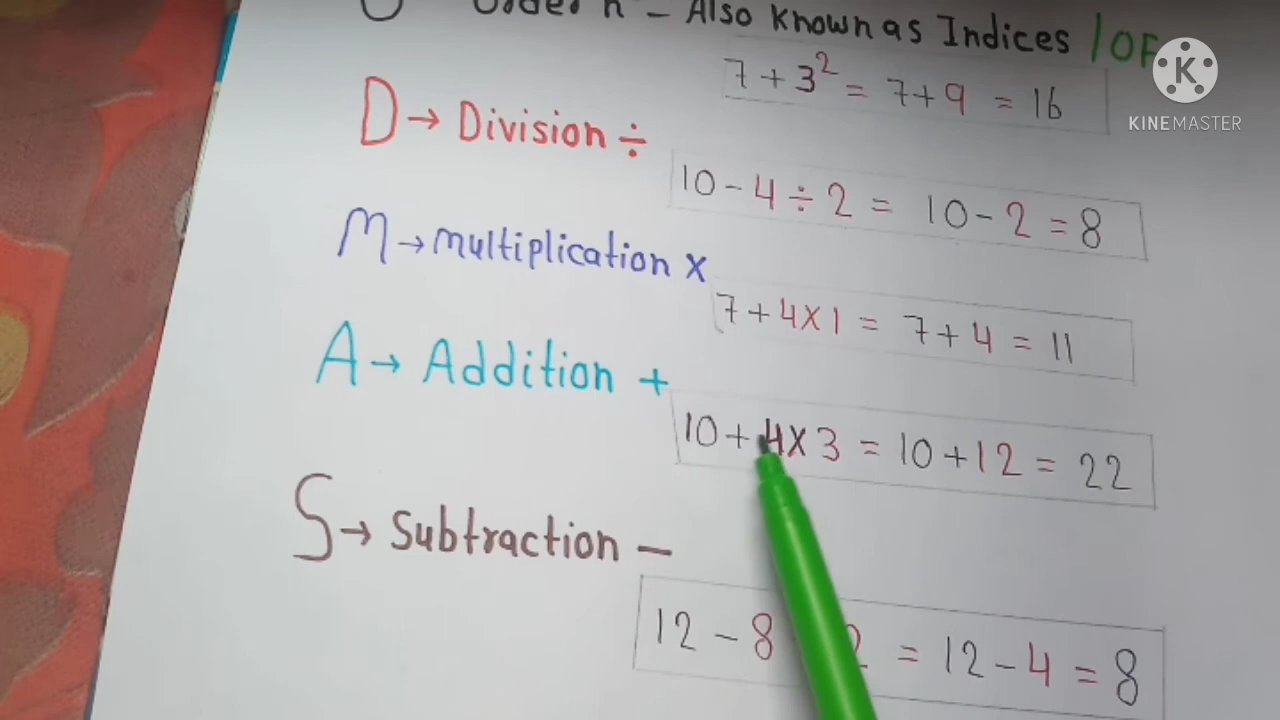 O Order n - Also known as Indices / OF
7 + 3² = 7 + 9 = 16
K
KINEMASTER
D → Division ÷
10 - 4 ÷ 2 = 10 - 2 = 8
M → multiplication ×
7 + 4 × 1 = 7 + 4 = 11
A → Addition +
10 + 4 × 3 = 10 + 12 = 22
S → Subtraction -
12 - 8 2 = 12 - 4 = 8